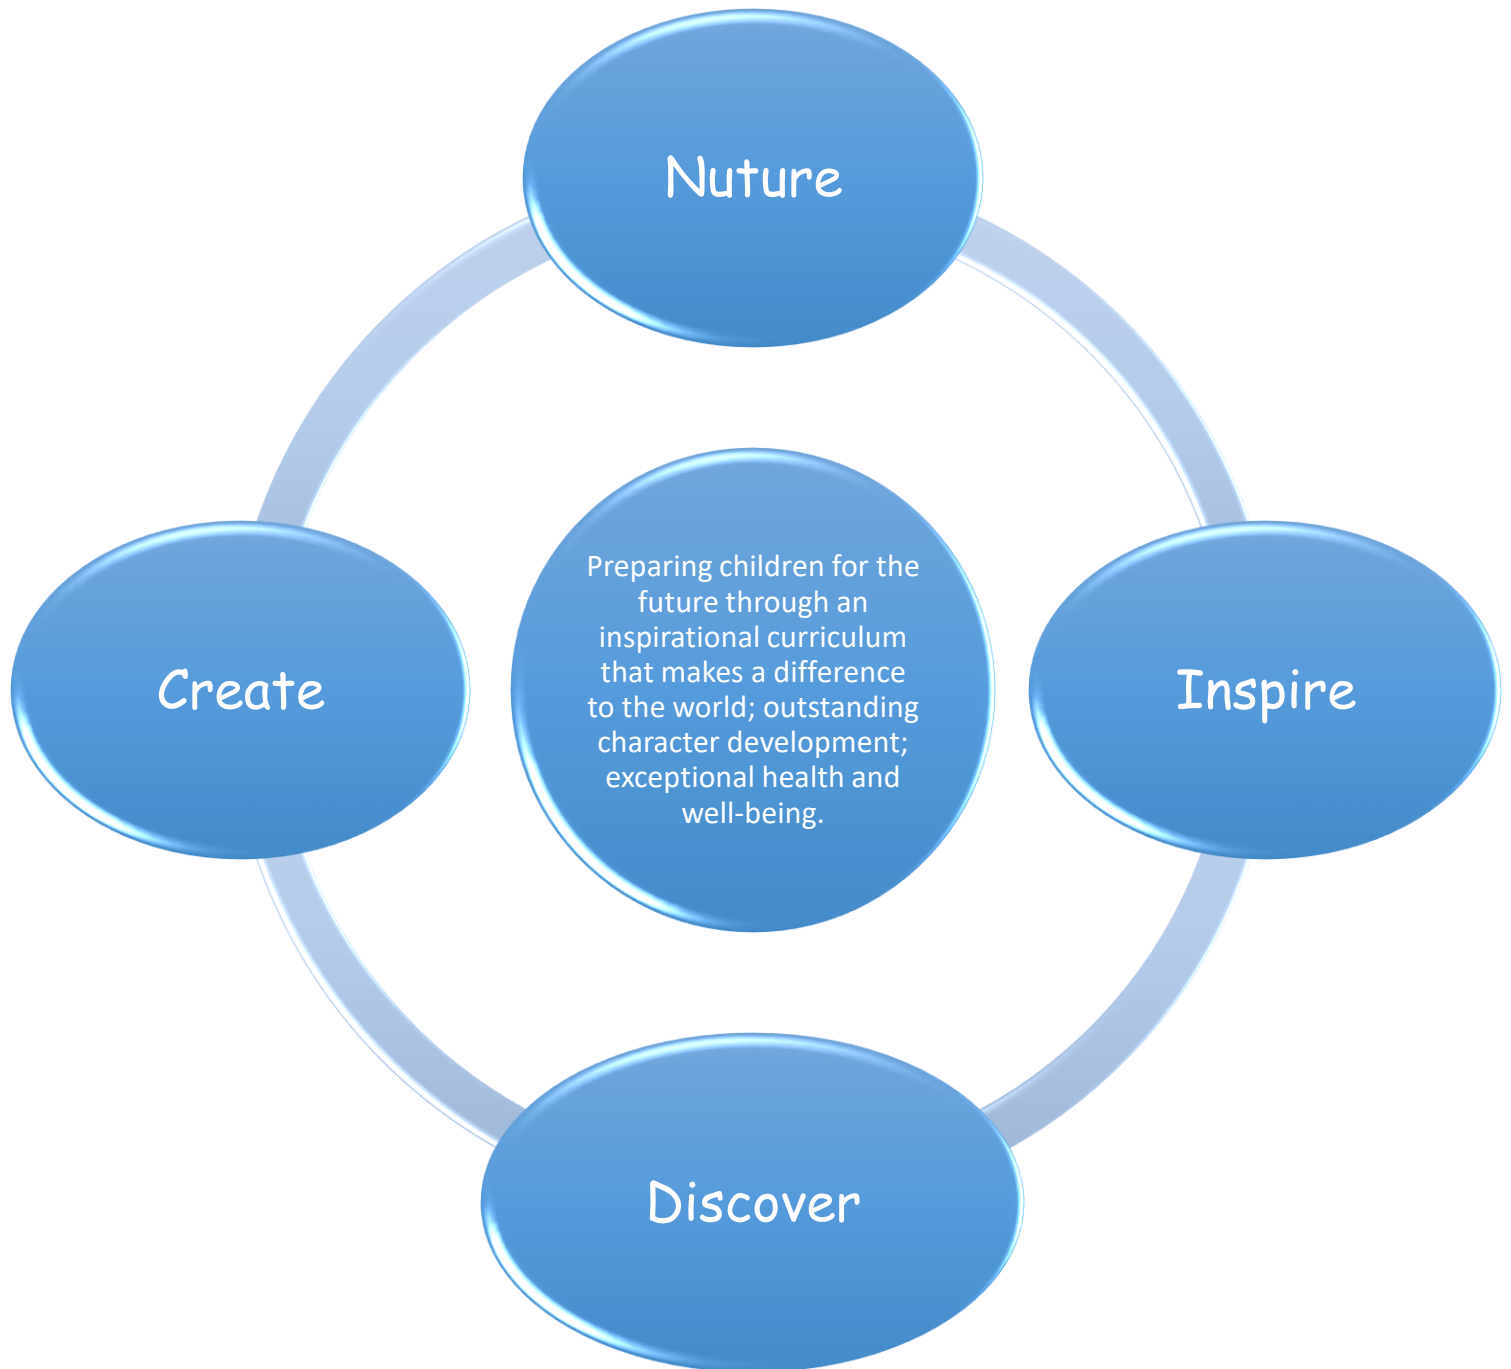 Nuture
Create
Preparing children for the
future through an
inspirational curriculum
that makes a difference
to the world; outstanding
character development;
exceptional health and
well-being.
Inspire
Discover